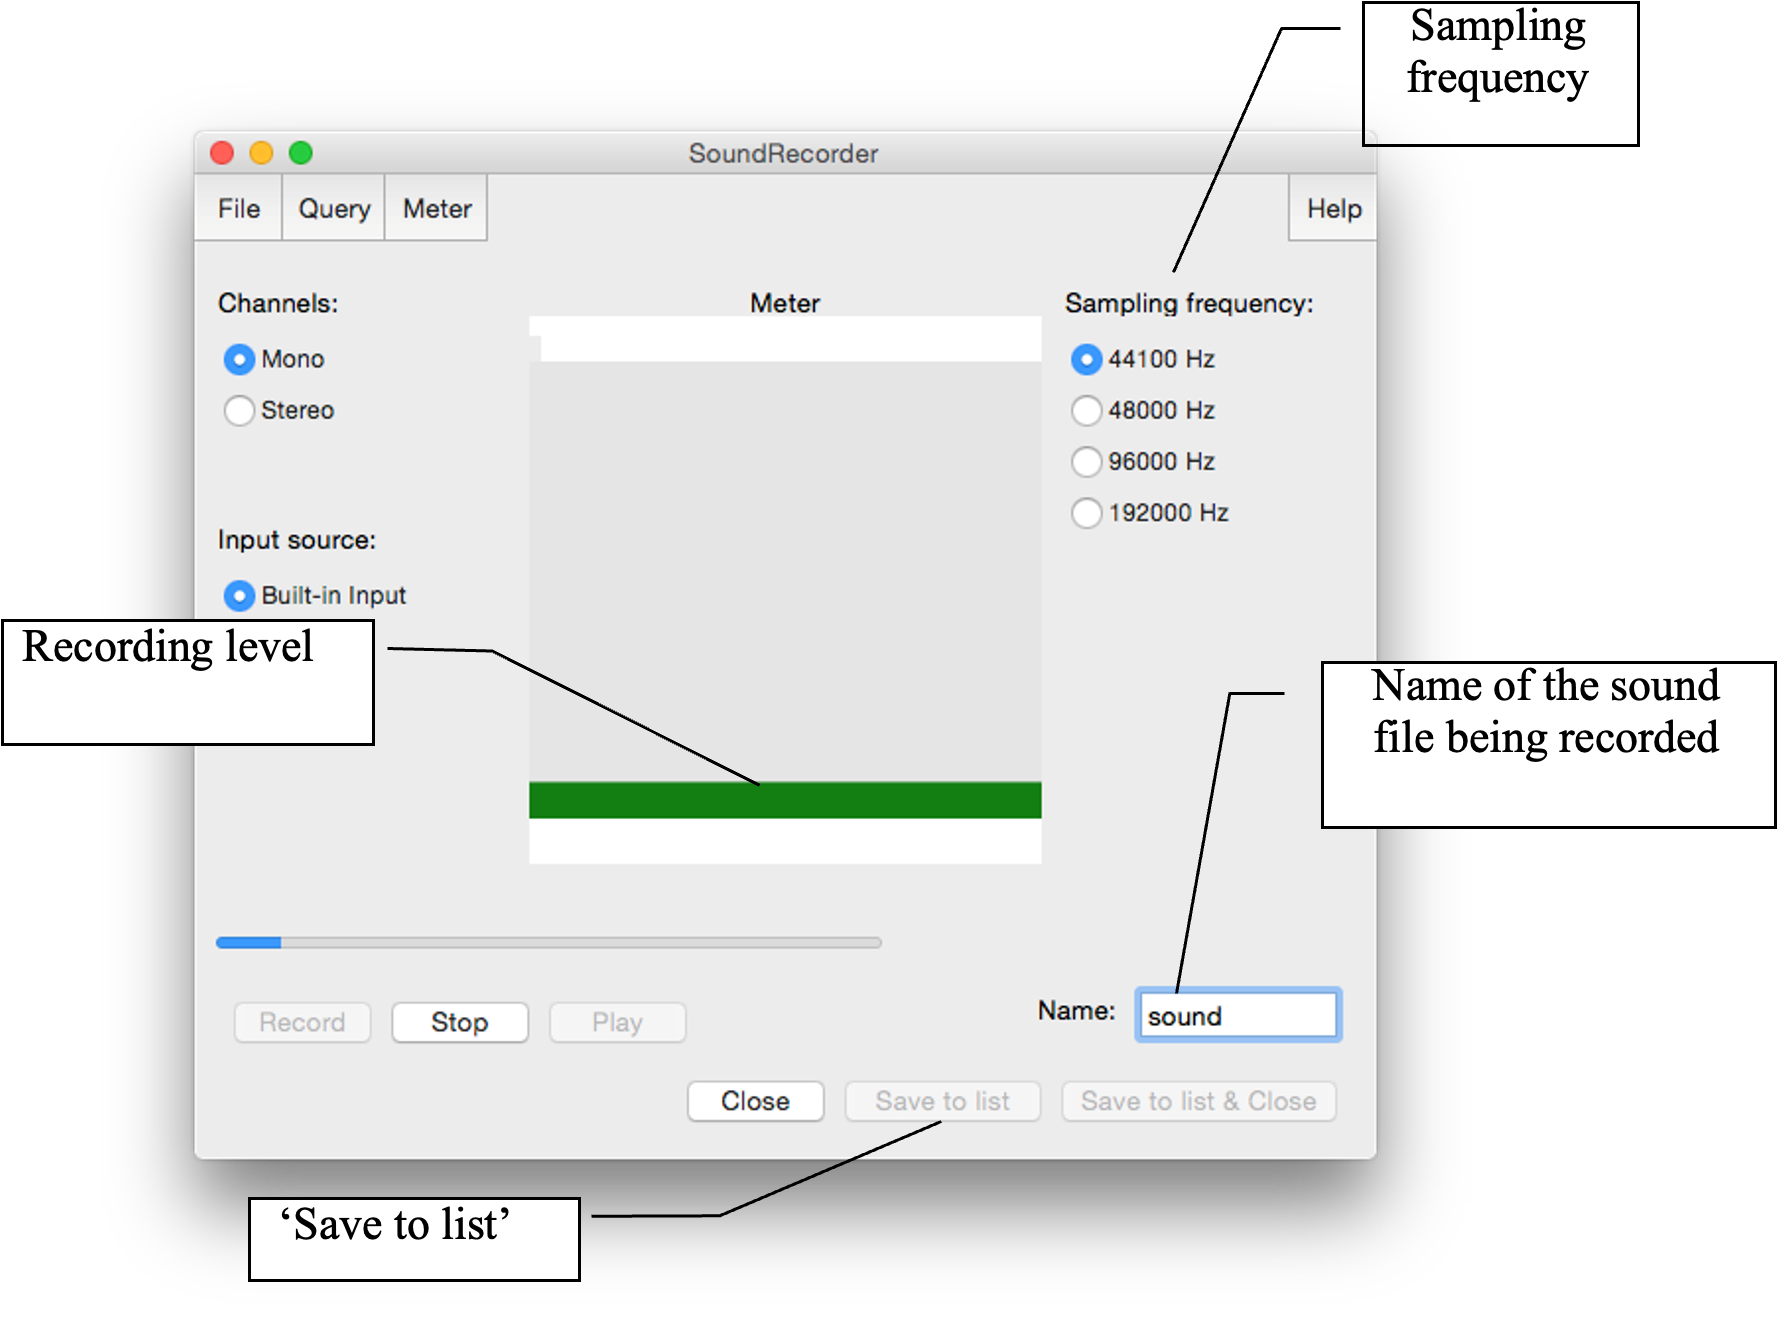 Sampling
frequency
SoundRecorder
File
Query
Meter
Help
Channels:
Meter
Sampling frequency:
Mono
44100 Hz
Stereo
48000 Hz
96000 Hz
192000 Hz
Input source:
Built-in Input
Recording level
Name of the sound
file being recorded
Record
Stop
Play
Name:
sound
Close
Save to list
Save to list & Close
‘Save to list’